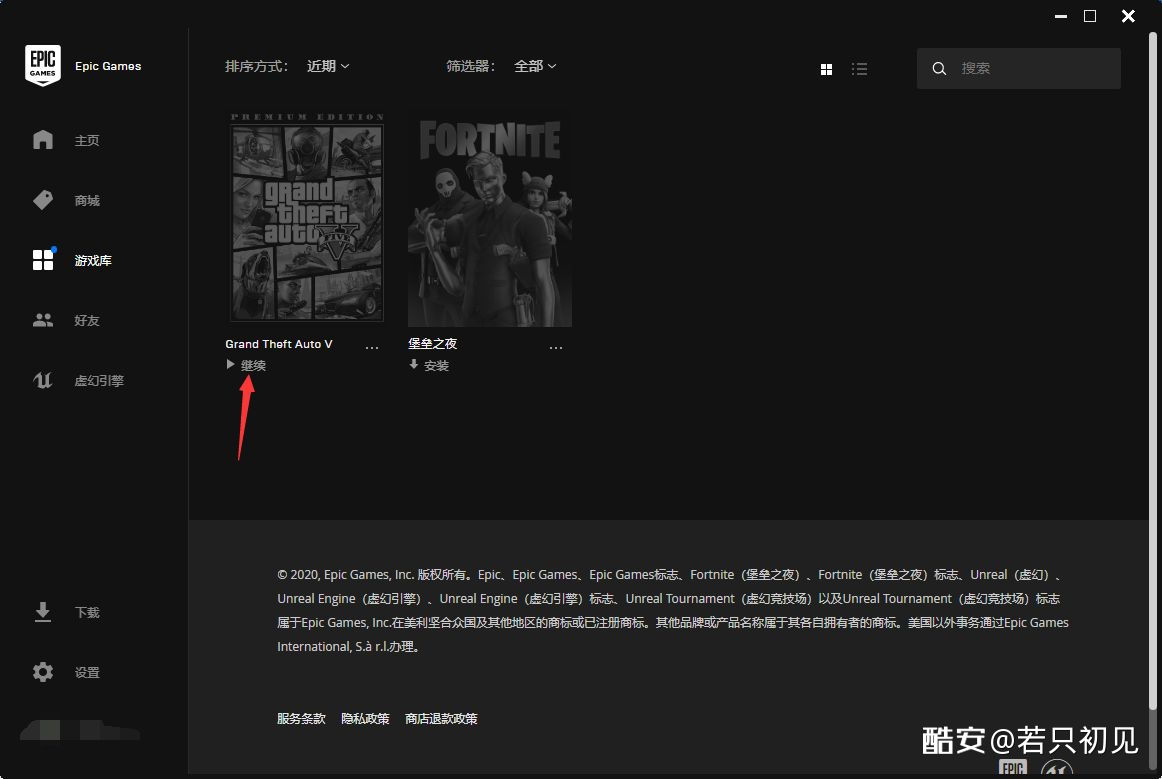 EPIC GAMES
Epic Games
主页
商城
游戏库
好友
虚幻引擎
下载
设置
排序方式： 近期 筛选器： 全部
搜索
PREMIUM EDITION
grand theft auto V
FIVE
FORTNITE
Grand Theft Auto V ...
继续
堡垒之夜 ...
安装
© 2020, Epic Games, Inc. 版权所有。Epic、Epic Games、Epic Games标志、Fortnite（堡垒之夜）、Fortnite（堡垒之夜）标志、Unreal（虚幻）、
Unreal Engine（虚幻引擎）、Unreal Engine（虚幻引擎）标志、Unreal Tournament（虚幻竞技场）以及Unreal Tournament（虚幻竞技场）标志
属于Epic Games, Inc.在美利坚合众国及其他地区的商标或已注册商标。其他品牌或产品名称属于其各自拥有者的商标。美国以外事务通过Epic Games
International, S.à r.l.办理。
服务条款 隐私政策 商店退款政策
酷安@若只初见
EPIC